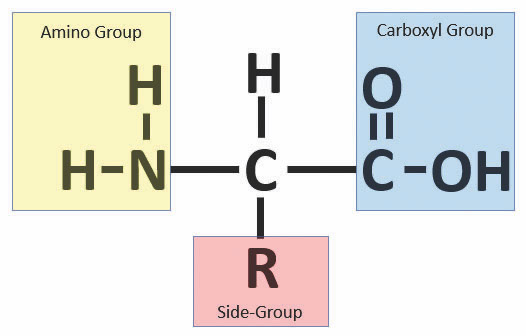 Amino Group
Carboxyl Group
H H O
H–N C C–OH
R
Side-Group